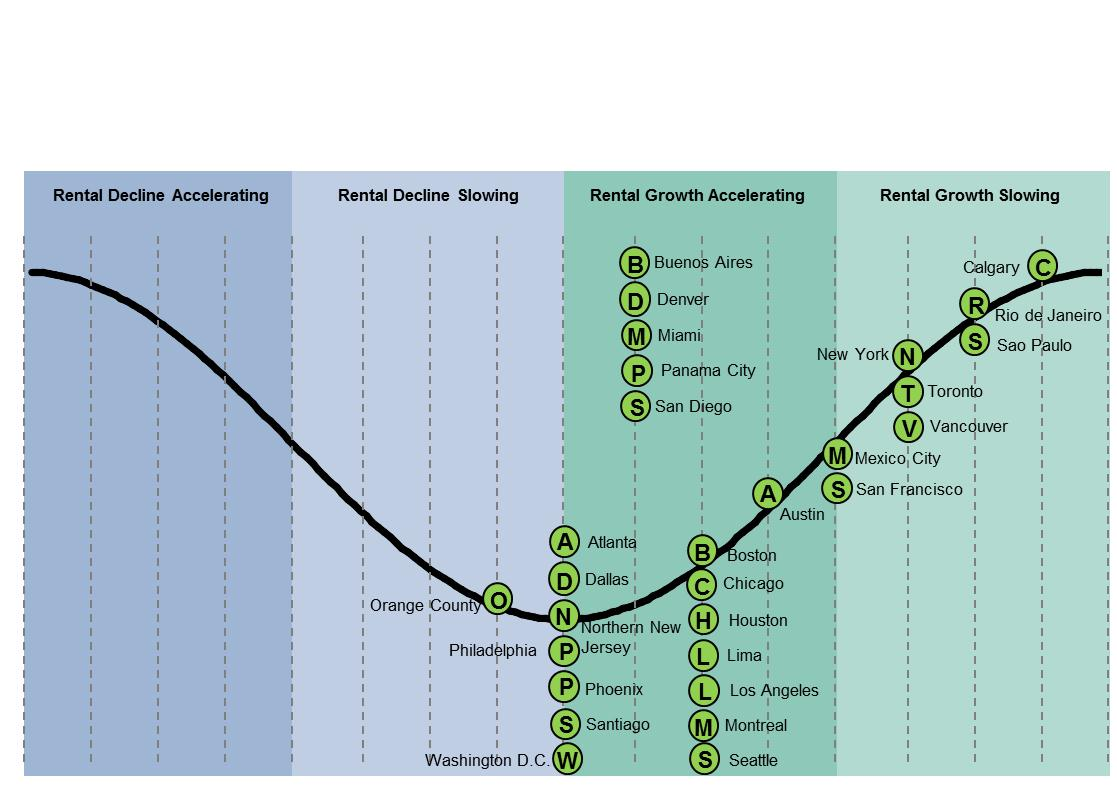 Rental Decline Accelerating
Rental Decline Slowing
Rental Growth Accelerating
Rental Growth Slowing
B Buenos Aires
D Denver
M Miami
P Panama City
S San Diego
Calgary C
R Rio de Janeiro
S Sao Paulo
New York N
T Toronto
V Vancouver
M Mexico City
S San Francisco
A Austin
Orange County O
A Atlanta
D Dallas
N Northern New
Jersey
Philadelphia P
P Phoenix
S Santiago
Washington D.C. W
B Boston
C Chicago
H Houston
L Lima
L Los Angeles
M Montreal
S Seattle